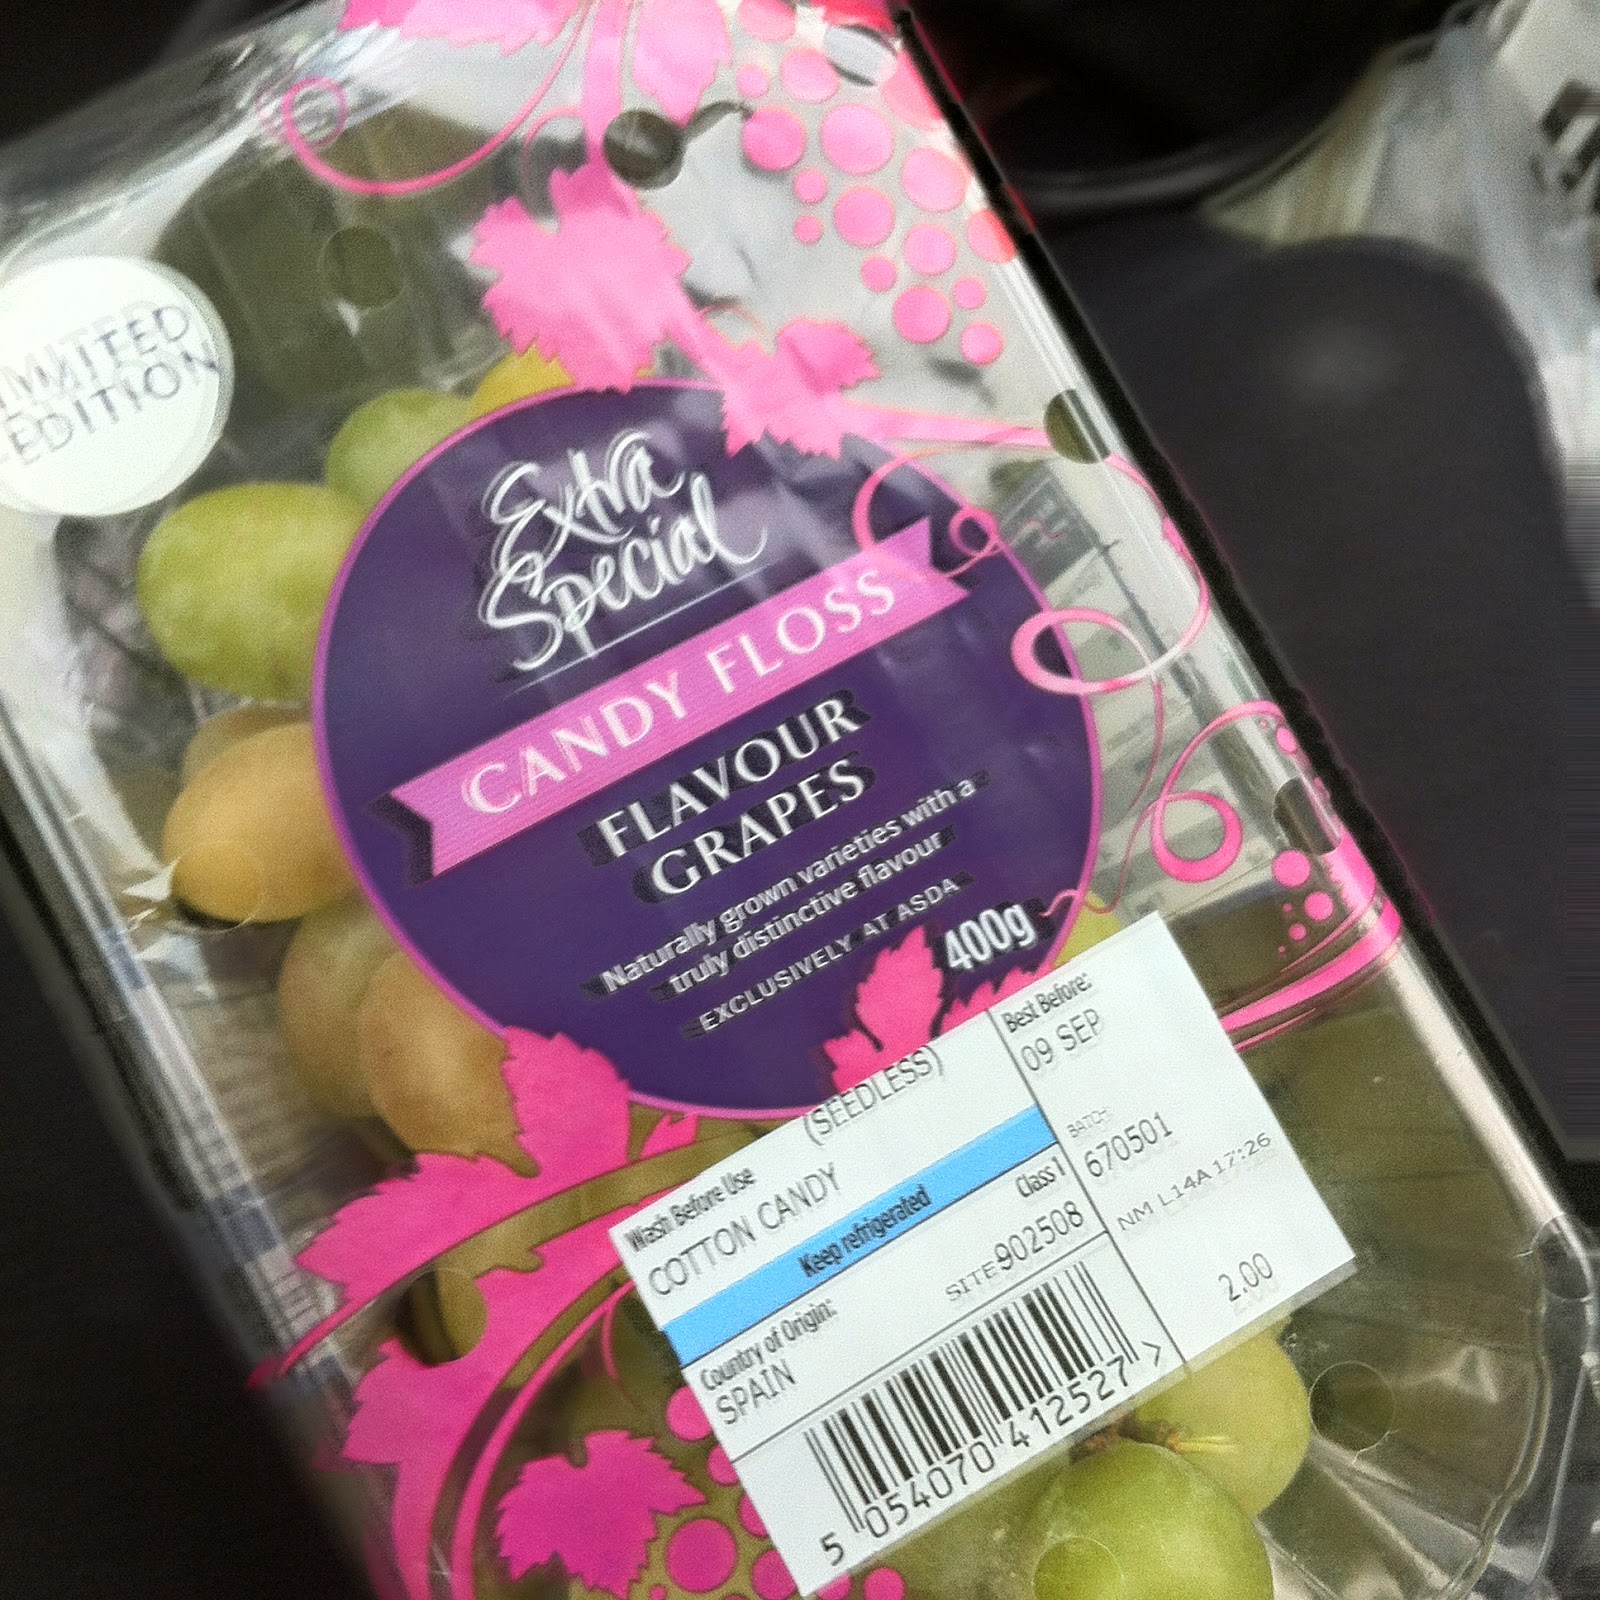 LIMITED
EDITION
Extra
Special
CANDY FLOSS
FLAVOUR
GRAPES
Naturally grown varieties with a
truly distinctive flavour
EXCLUSIVELY AT ASDA
400g
Wash Before Use
(SEEDLESS)
COTTON CANDY
Keep refrigerated
Class 1
Country of Origin:
SPAIN
SITE 902508
5 054070 412527 >
Best Before:
09 SEP
BATCH:
670501
NM L14A 17:26
2.00